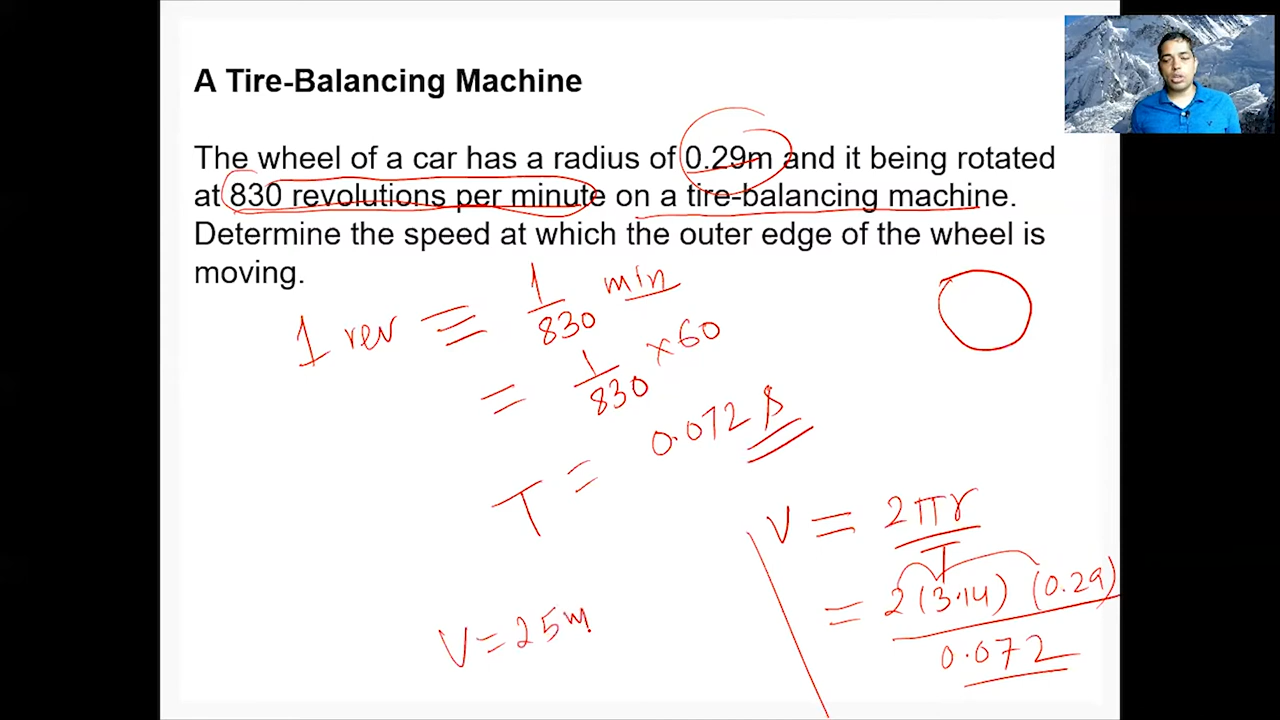 A Tire-Balancing Machine
The wheel of a car has a radius of 0.29m and it being rotated
at 830 revolutions per minute on a tire-balancing machine.
Determine the speed at which the outer edge of the wheel is
moving.
1 rev ≡ 1/830 min
= 1/830 × 60
T = 0.072 s
V = 2πr/T
= 2(3.14)(0.29)/0.072
V = 25m